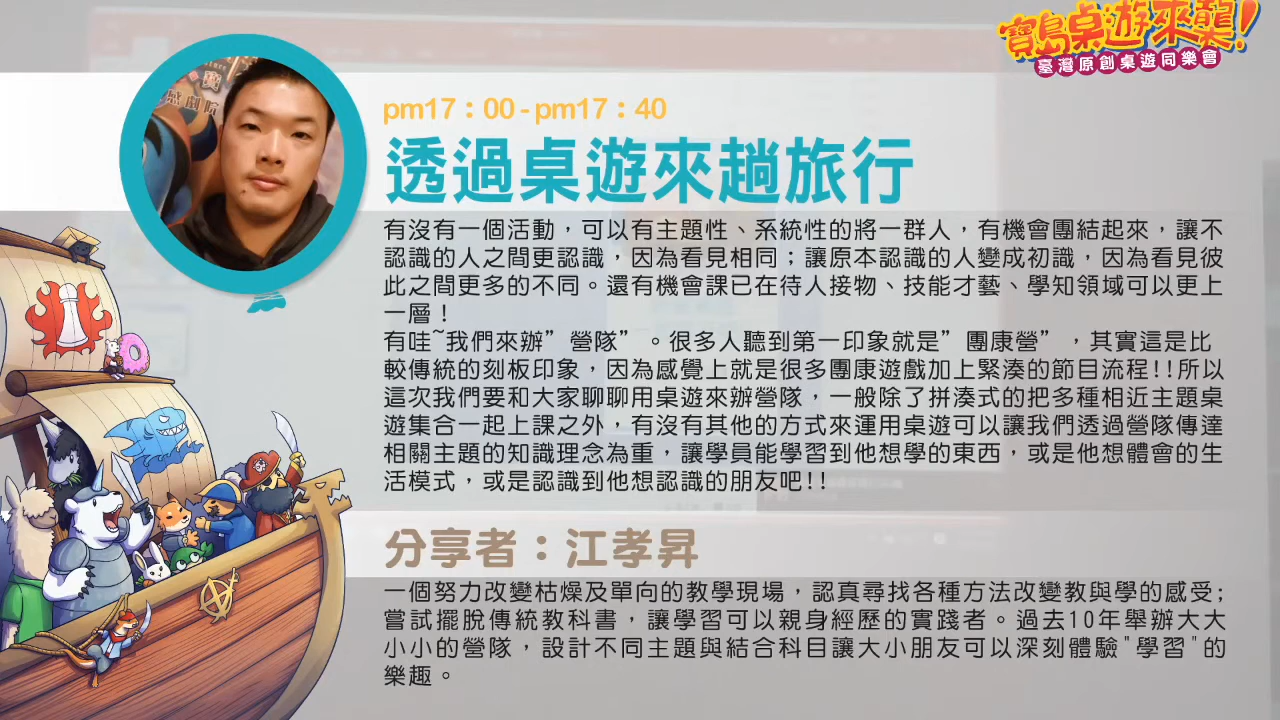 寶島桌遊來襲!
臺灣原創桌遊同樂會
pm17：00-pm17：40
透過桌遊來趟旅行
有沒有一個活動，可以有主題性、系統性的將一群人，有機會團結起來，讓不
認識的人之間更認識，因為看見相同；讓原本認識的人變成初識，因為看見彼
此之間更多的不同。還有機會課已在待人接物、技能才藝、學知領域可以更上
一層！
有哇~我們來辦”營隊”。很多人聽到第一印象就是”團康營”，其實這是比
較傳統的刻板印象，因為感覺上就是很多團康遊戲加上緊湊的節目流程!!所以
這次我們要和大家聊聊用桌遊來辦營隊，一般除了拼湊式的把多種相近主題桌
遊集合一起上課之外，有沒有其他的方式來運用桌遊可以讓我們透過營隊傳達
相關主題的知識理念為重，讓學員能學習到他想學的東西，或是他想體會的生
活模式，或是認識到他想認識的朋友吧!!
分享者：江孝昇
一個努力改變枯燥及單向的教學現場，認真尋找各種方法改變教與學的感受;
嘗試擺脫傳統教科書，讓學習可以親身經歷的實踐者。過去10年舉辦大大
小小的營隊，設計不同主題與結合科目讓大小朋友可以深刻體驗"學習"的
樂趣。